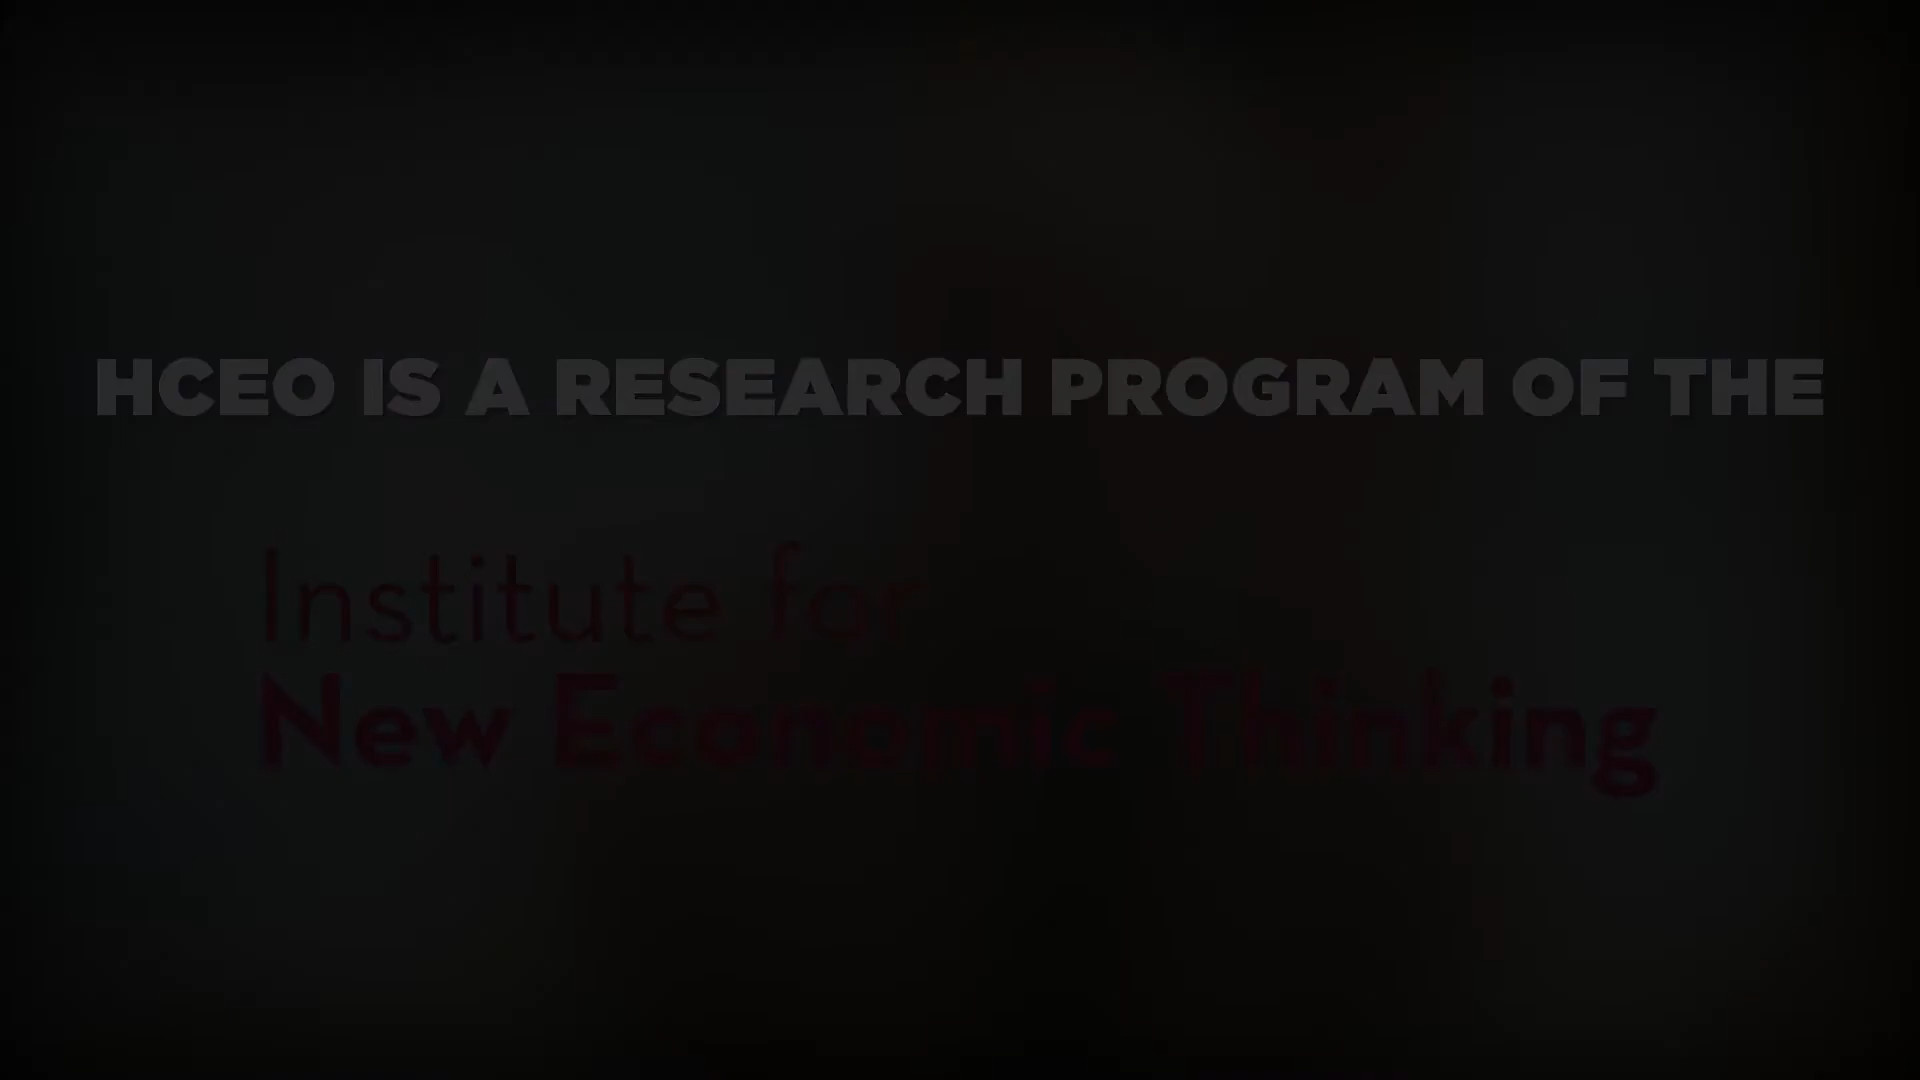 HCEO IS A RESEARCH PROGRAM OF THE
Institute for
New Economic Thinking